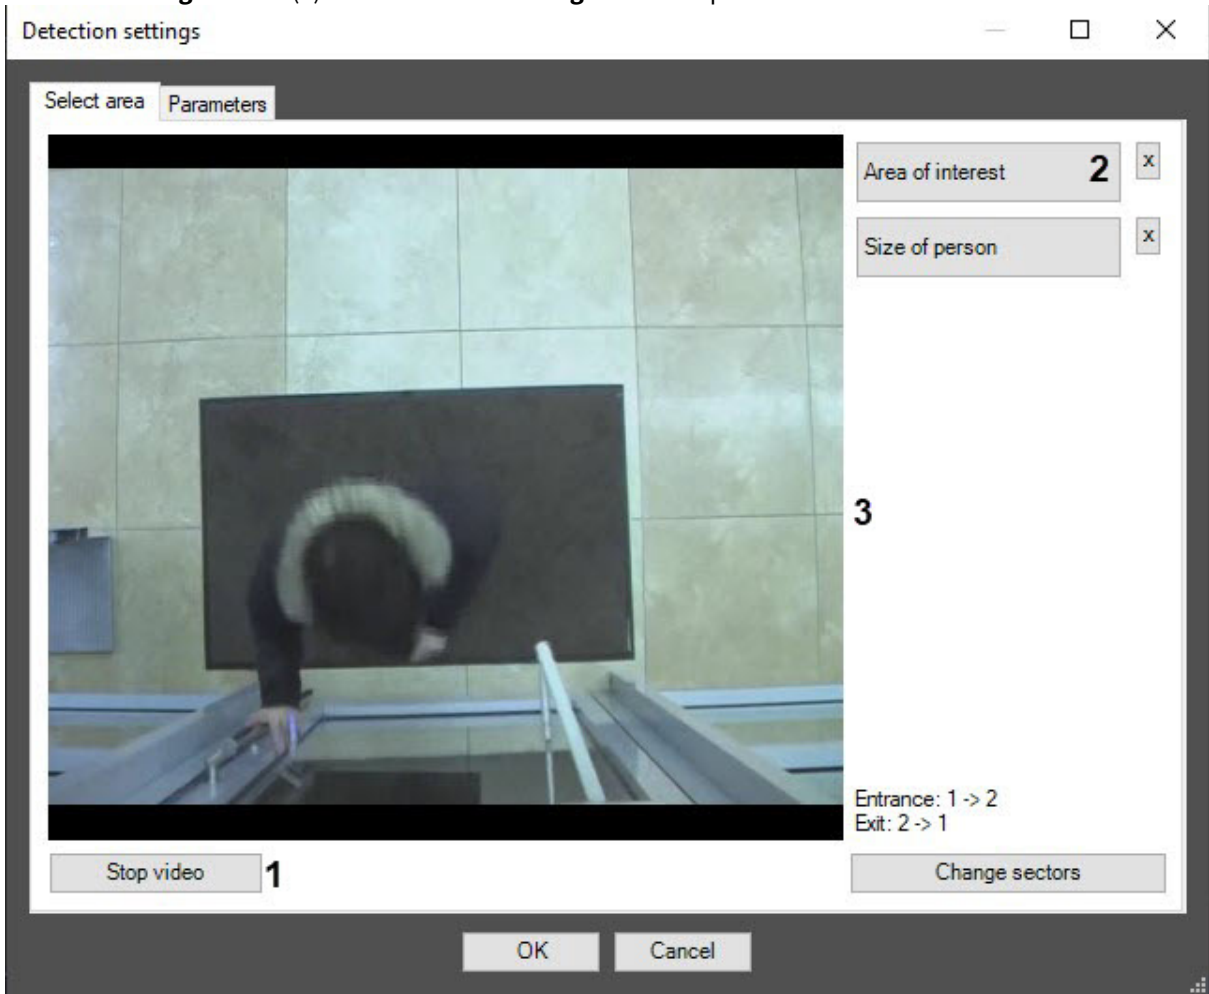 Detection settings
Select area
Parameters
Area of interest 2
x
Size of person
x
3
Entrance: 1 -> 2
Exit: 2 -> 1
Stop video 1
Change sectors
OK
Cancel